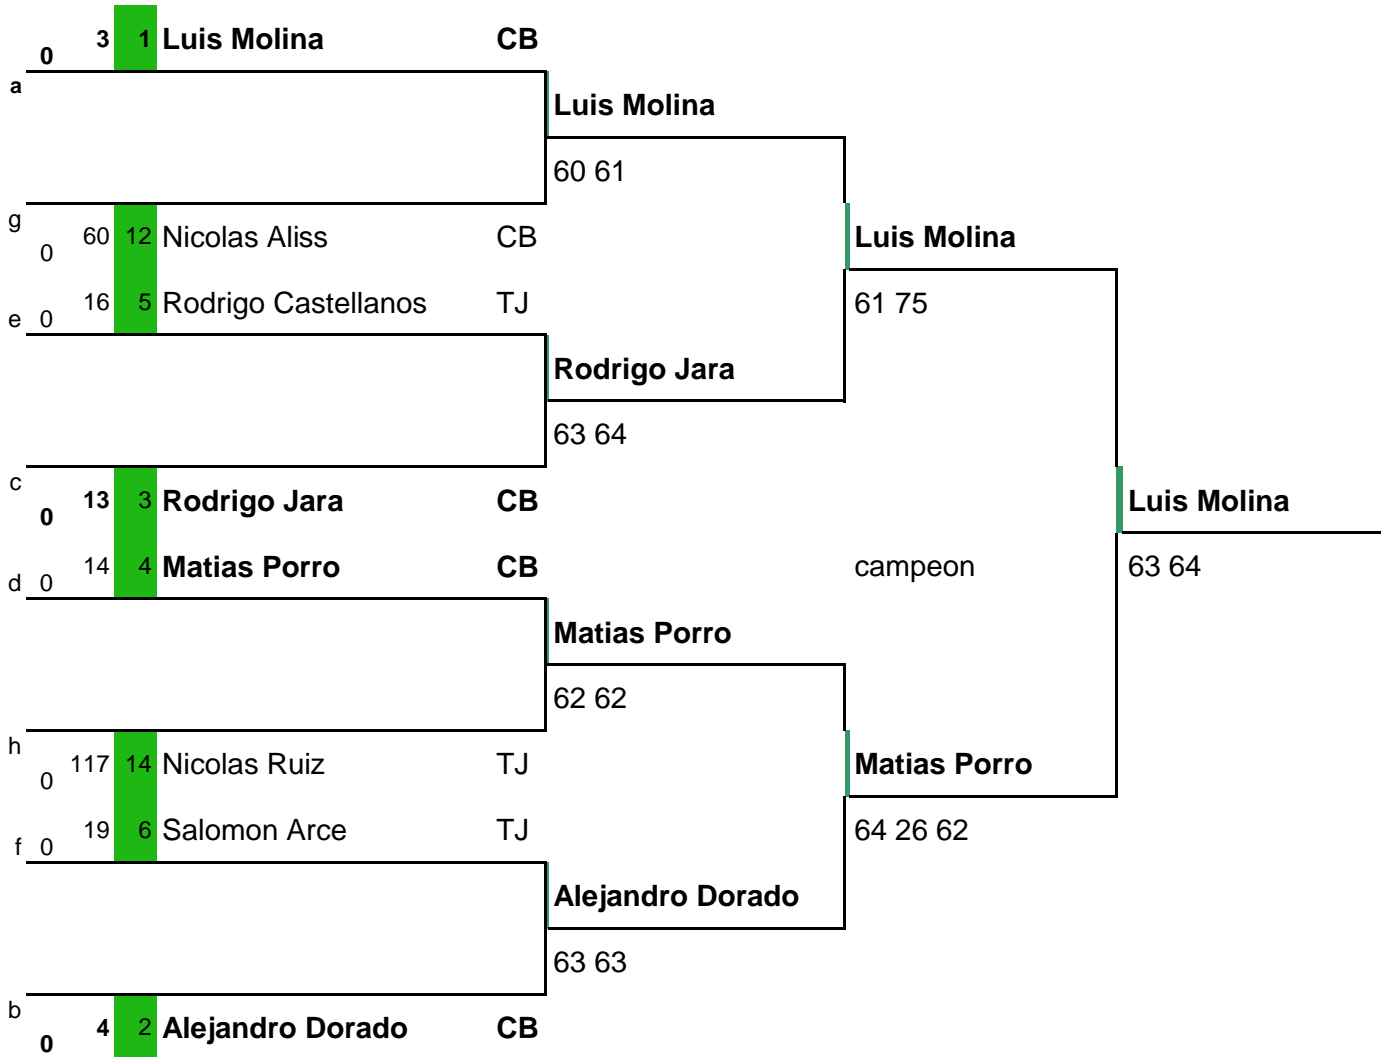 0 3 1 Luis Molina CB
a
Luis Molina
60 61
g
0 60 12 Nicolas Aliss CB
Luis Molina
e 0 16 5 Rodrigo Castellanos TJ
61 75
Rodrigo Jara
63 64
c
0 13 3 Rodrigo Jara CB
Luis Molina
d 0 14 4 Matias Porro CB
campeon
63 64
Matias Porro
62 62
h
0 117 14 Nicolas Ruiz TJ
Matias Porro
f 0 19 6 Salomon Arce TJ
64 26 62
Alejandro Dorado
63 63
b
0 4 2 Alejandro Dorado CB